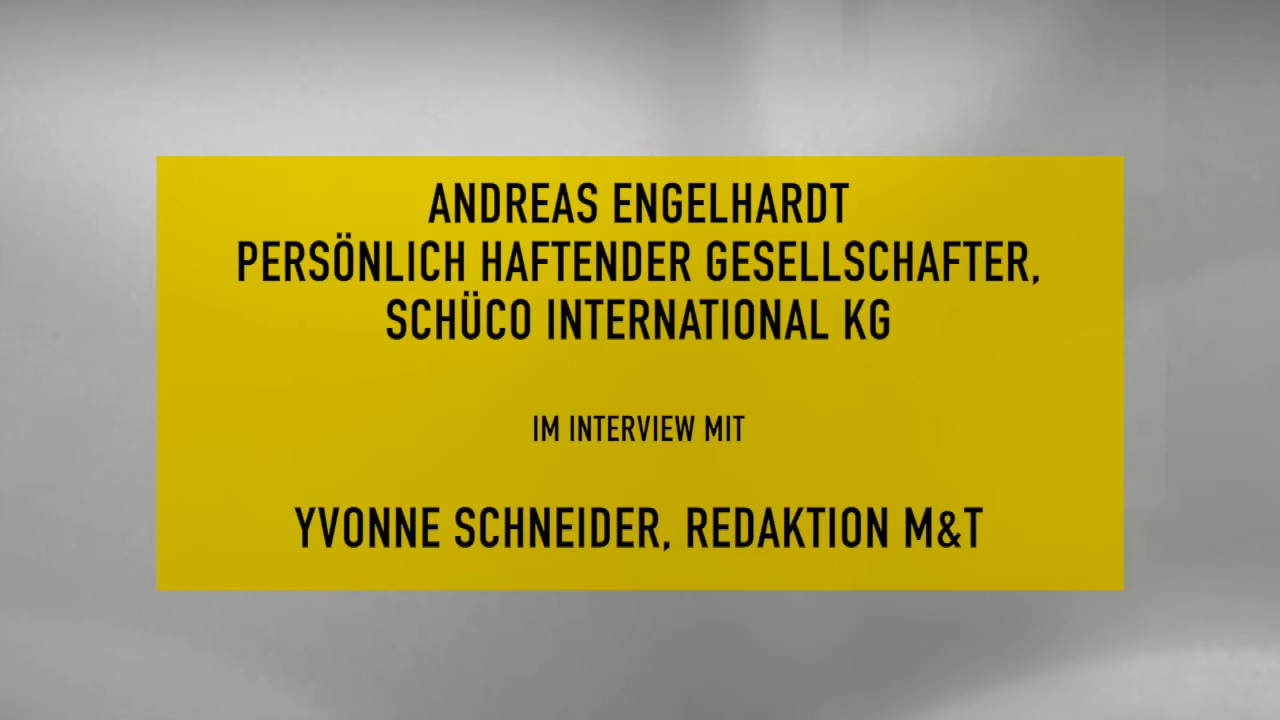 ANDREAS ENGELHARDT
PERSÖNLICH HAFTENDER GESELLSCHAFTER,
SCHÜCO INTERNATIONAL KG
IM INTERVIEW MIT
YVONNE SCHNEIDER, REDAKTION M&T